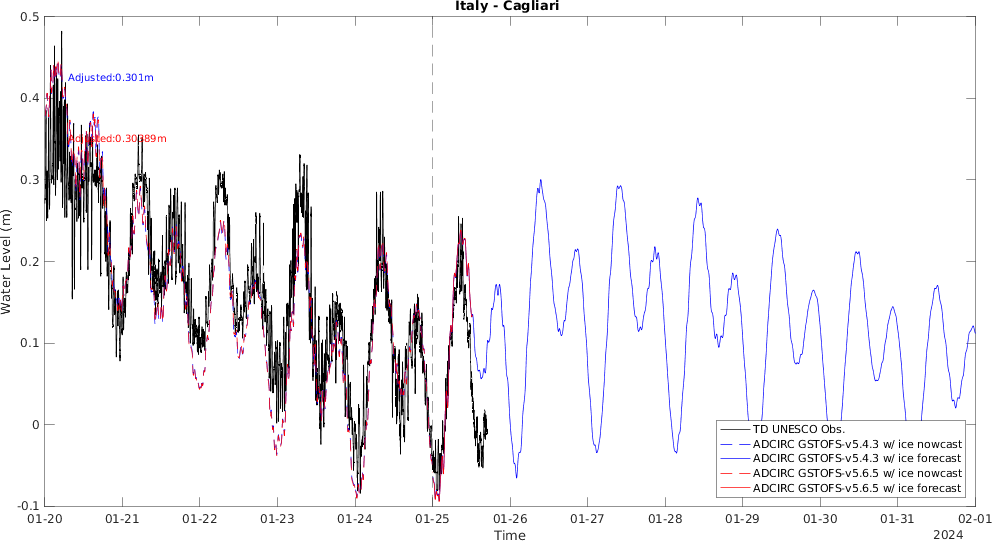 Italy - Cagliari
0.5
0.4
0.3
0.2
0.1
0
-0.1
Water Level (m)
Adjusted:0.301m
Adjusted:0.30389m
TD UNESCO Obs.
ADCIRC GSTOFS-v5.4.3 w/ ice nowcast
ADCIRC GSTOFS-v5.4.3 w/ ice forecast
ADCIRC GSTOFS-v5.6.5 w/ ice nowcast
ADCIRC GSTOFS-v5.6.5 w/ ice forecast
01-20 01-21 01-22 01-23 01-24 01-25 01-26 01-27 01-28 01-29 01-30 01-31 02-01
Time
2024